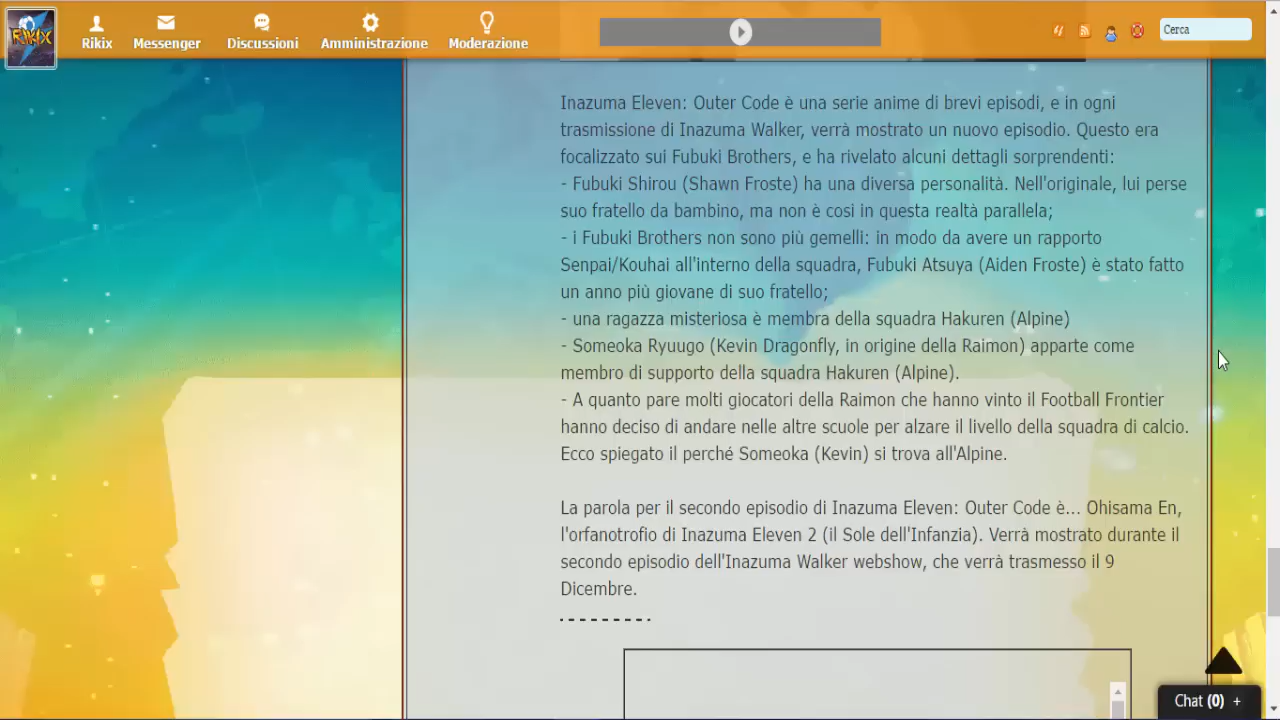 RIKIX
Rikix
Messenger
Discussioni
Amministrazione
Moderazione
Cerca
Inazuma Eleven: Outer Code è una serie anime di brevi episodi, e in ogni
trasmissione di Inazuma Walker, verrà mostrato un nuovo episodio. Questo era
focalizzato sui Fubuki Brothers, e ha rivelato alcuni dettagli sorprendenti:
- Fubuki Shirou (Shawn Froste) ha una diversa personalità. Nell'originale, lui perse
suo fratello da bambino, ma non è così in questa realtà parallela;
- i Fubuki Brothers non sono più gemelli: in modo da avere un rapporto
Senpai/Kouhai all'interno della squadra, Fubuki Atsuya (Aiden Froste) è stato fatto
un anno più giovane di suo fratello;
- una ragazza misteriosa è membra della squadra Hakuren (Alpine)
- Someoka Ryuugo (Kevin Dragonfly, in origine della Raimon) apparte come
membro di supporto della squadra Hakuren (Alpine).
- A quanto pare molti giocatori della Raimon che hanno vinto il Football Frontier
hanno deciso di andare nelle altre scuole per alzare il livello della squadra di calcio.
Ecco spiegato il perché Someoka (Kevin) si trova all'Alpine.
La parola per il secondo episodio di Inazuma Eleven: Outer Code è... Ohisama En,
l'orfanotrofio di Inazuma Eleven 2 (il Sole dell'Infanzia). Verrà mostrato durante il
secondo episodio dell'Inazuma Walker webshow, che verrà trasmesso il 9
Dicembre.
---------
Chat (0) +